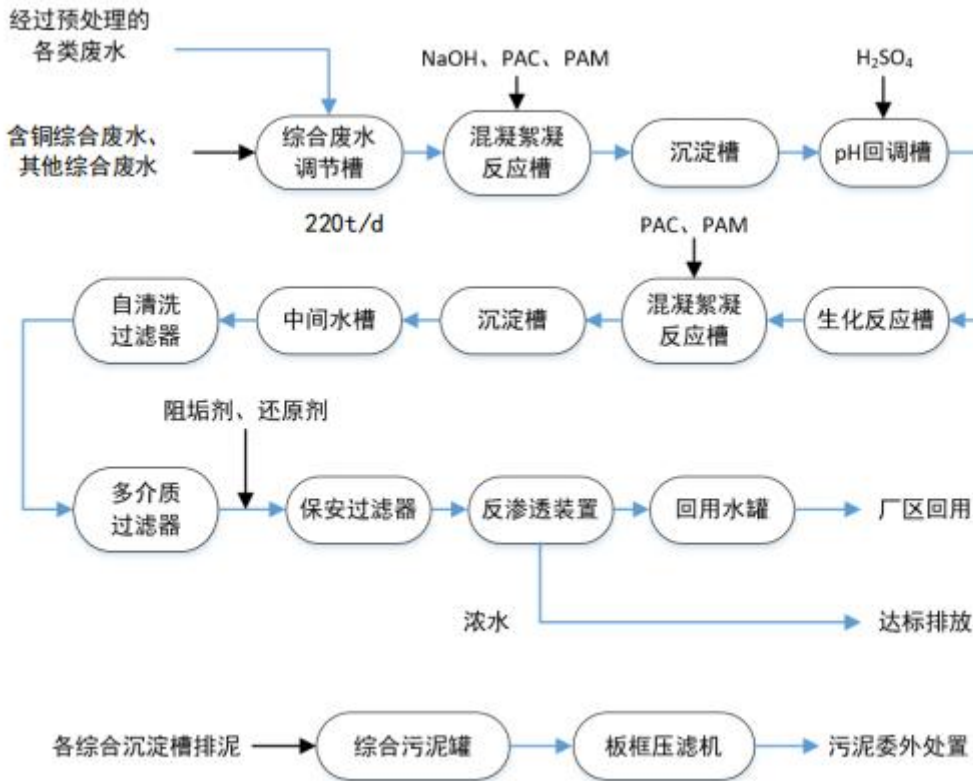 经过预处理的
各类废水
NaOH、PAC、PAM
H₂SO₄
含铜综合废水、
其他综合废水
综合废水
调节槽
混凝絮凝
反应槽
沉淀槽
pH回调槽
220t/d
PAC、PAM
自清洗
过滤器
中间水槽
沉淀槽
混凝絮凝
反应槽
生化反应槽
阻垢剂、还原剂
多介质
过滤器
保安过滤器
反渗透装置
回用水罐
厂区回用
浓水
达标排放
各综合沉淀槽排泥
综合污泥罐
板框压滤机
污泥委外处置